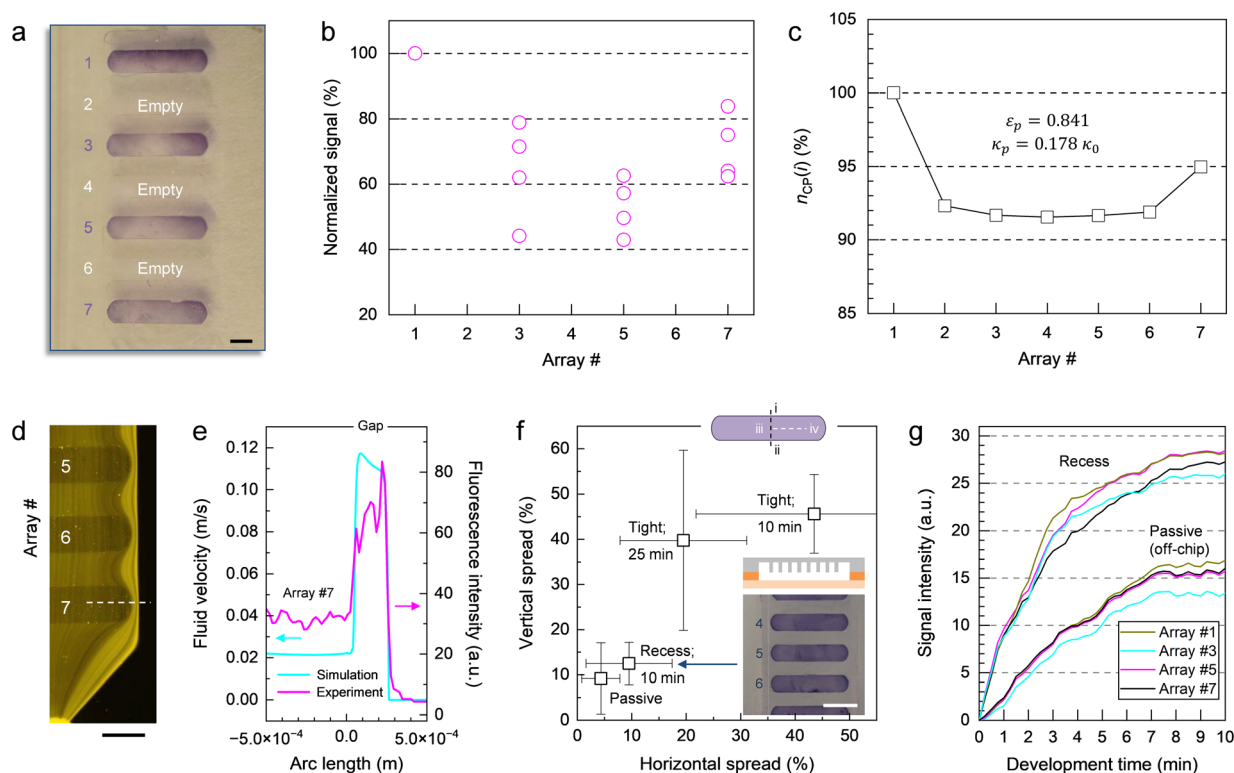 a
1
2
Empty
3
4
Empty
5
6
Empty
7
b
Normalized signal (%)
100
80
60
40
20
1
2
3
4
5
6
7
Array #
c
n_CP(i) (%)
100
95
90
85
ε_p = 0.841
κ_p = 0.178 κ_0
1
2
3
4
5
6
7
Array #
d
Array #
5
6
7
e
Gap
Fluid velocity (m/s)
0.12
0.10
0.08
0.06
0.04
0.02
0.00
Array #7
Simulation
Experiment
80
60
40
20
0
Fluorescence intensity (a.u.)
−5.0×10⁻⁴
0.0
5.0×10⁻⁴
Arc length (m)
f
i
iii
iv
ii
Vertical spread (%)
60
50
40
30
20
10
0
Tight;
25 min
Tight;
10 min
Recess;
10 min
Passive
4
5
6
0
10
20
30
40
50
Horizontal spread (%)
g
Signal intensity (a.u.)
30
25
20
15
10
5
0
Recess
Passive
(off-chip)
Array #1
Array #3
Array #5
Array #7
0
1
2
3
4
5
6
7
8
9
10
Development time (min)